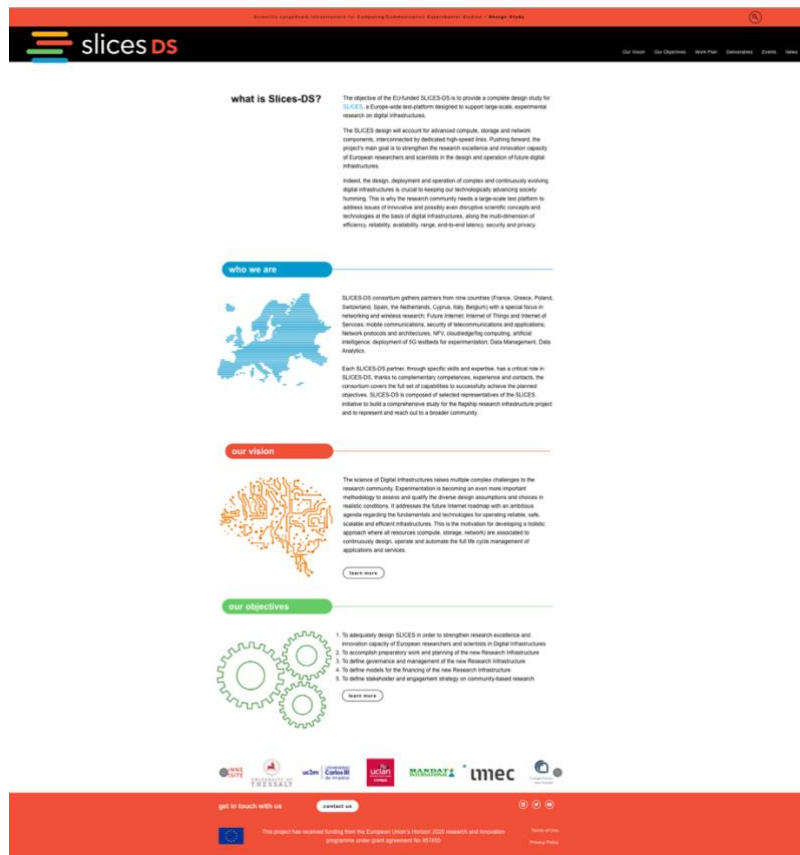 Scientific LargeScale Infrastructure for Computing/Communication Experimental Studies - Design Study
slices DS
Our Vision Our Objectives Work Plan Deliverables Events News
what is Slices-DS?
The objective of the EU-funded SLICES-DS is to provide a complete design study for
SLICES, a Europe-wide test-platform designed to support large-scale, experimental
research on digital infrastructures.
The SLICES design will account for advanced compute, storage and network
components, interconnected by dedicated high-speed links. Pushing forward, the
project's main goal is to strengthen the research excellence and innovation capacity
of European researchers and scientists in the design and operation of future digital
infrastructures.
Indeed, the design, deployment and operation of complex and continuously evolving
digital infrastructures is crucial to keeping our technologically advancing society
humming. This is why the research community needs a large-scale test platform to
address issues of innovative and possibly even disruptive scientific concepts and
technologies at the basis of digital infrastructures, along the multi-dimension of
efficiency, reliability, availability, range, end-to-end latency, security and privacy.
who we are
SLICES-DS consortium gathers partners from nine countries (France, Greece, Poland,
Switzerland, Spain, the Netherlands, Cyprus, Italy, Belgium) with a special focus in
networking and wireless research; Future Internet; Internet of Things and Internet of
Services; mobile communications, security of telecommunications and applications;
Network protocols and architectures, NFV, cloud/edge/fog computing, artificial
intelligence; deployment of 5G testbeds for experimentation; Data Management, Data
Analytics.
Each SLICES-DS partner, through specific skills and expertise, has a critical role in
SLICES-DS, thanks to complementary competences, experience and contacts, the
consortium covers the full set of capabilities to successfully achieve the planned
objectives. SLICES-DS is composed of selected representatives of the SLICES
initiative to build a comprehensive study for the flagship research infrastructure project
and to represent and reach out to a broader community.
our vision
The science of Digital Infrastructures raises multiple complex challenges to the
research community. Experimentation is becoming an even more important
methodology to assess and qualify the diverse design assumptions and choices in
realistic conditions. It addresses the future Internet roadmap with an ambitious
agenda regarding the fundamentals and technologies for operating reliable, safe,
scalable and efficient infrastructures. This is the motivation for developing a holistic
approach where all resources (compute, storage, network) are associated to
continuously design, operate and automate the full life cycle management of
applications and services.
learn more
our objectives
1. To adequately design SLICES in order to strengthen research excellence and
innovation capacity of European researchers and scientists in Digital Infrastructures
2. To accomplish preparatory work and planning of the new Research Infrastructure
3. To define governance and management of the new Research Infrastructure
4. To define models for the financing of the new Research Infrastructure
5. To define stakeholder and engagement strategy on community-based research
learn more
UNIVERSITY OF
THESSALY
uc3m Universidad
Carlos III
de Madrid
uclan
CYPRUS
MANDAT
INTERNATIONAL
imec
get in touch with us
contact us
This project has received funding from the European Union's Horizon 2020 research and innovation
programme under grant agreement No 951850
Terms of Use
Privacy Policy